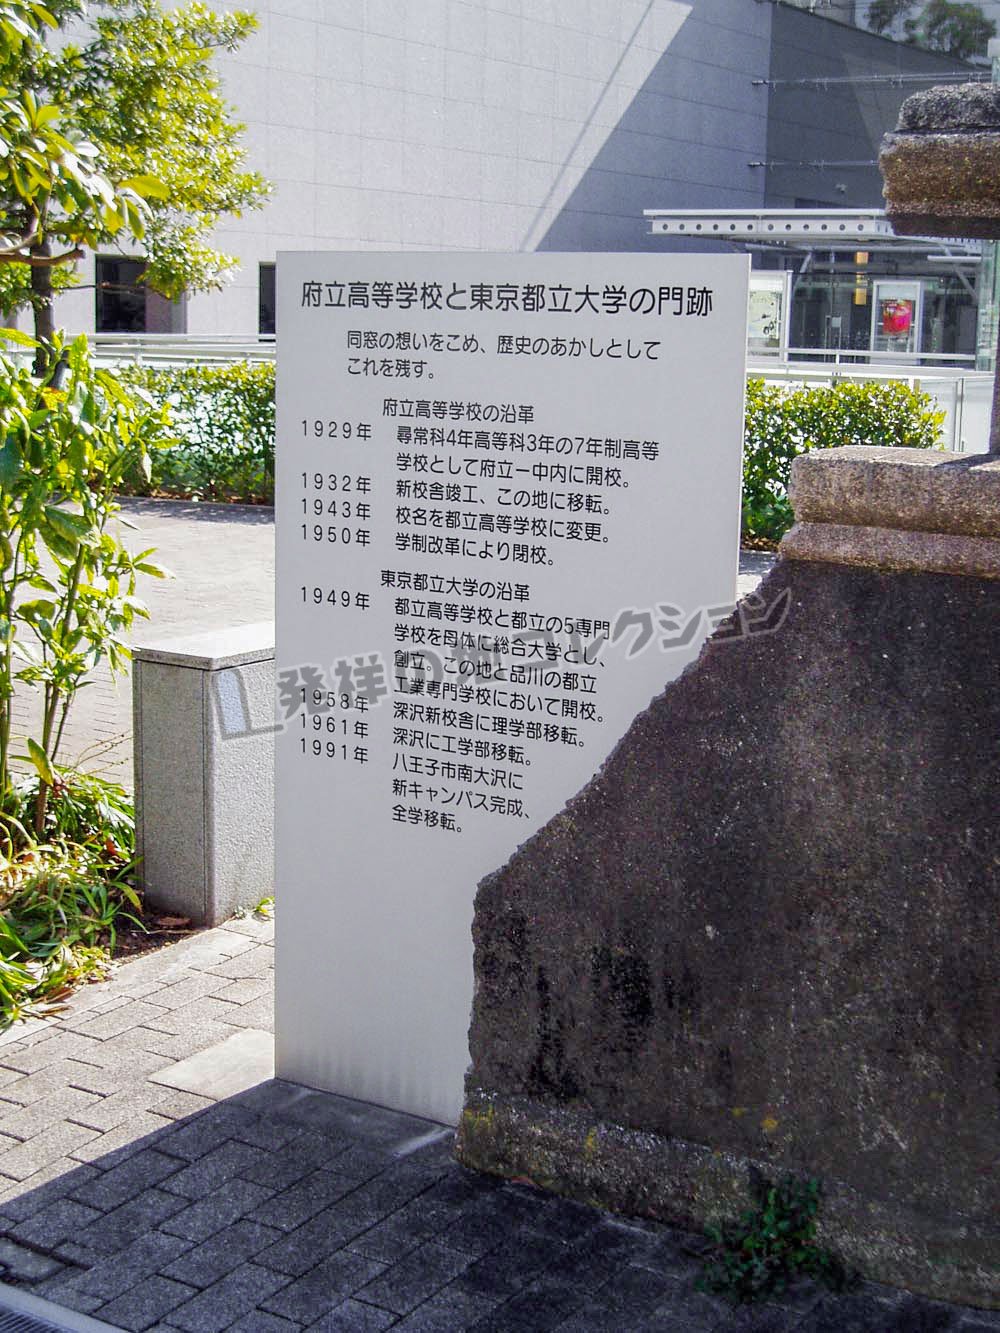 府立高等学校と東京都立大学の門跡
同窓の想いをこめ、歴史のあかしとして
これを残す。
府立高等学校の沿革
1929年 尋常科4年高等科3年の7年制高等
学校として府立一中内に開校。
1932年 新校舎竣工、この地に移転。
1943年 校名を都立高等学校に変更。
1950年 学制改革により閉校。
東京都立大学の沿革
1949年 都立高等学校と都立の5専門
学校を母体に総合大学とし、
創立。この地と品川の都立
工業専門学校において開校。
1958年 深沢新校舎に理学部移転。
1961年 深沢に工学部移転。
1991年 八王子市南大沢に
新キャンパス完成、
全学移転。
発祥の地コレクション